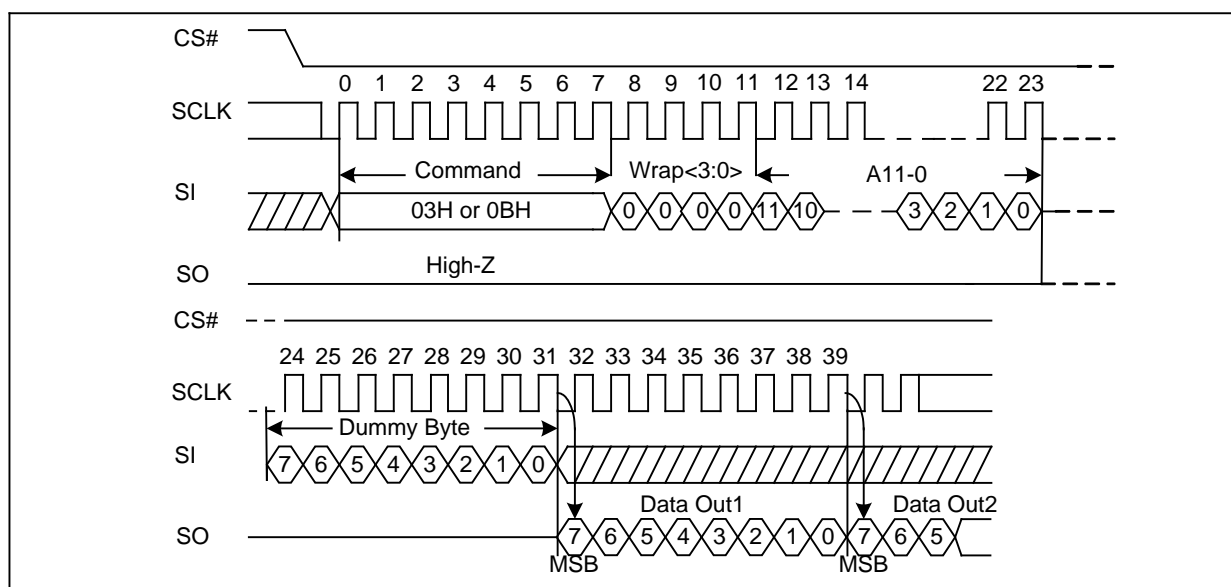 CS#
0 1 2 3 4 5 6 7 8 9 10 11 12 13 14 22 23
SCLK
Command Wrap<3:0> A11-0
SI
03H or 0BH 0 0 0 0 11 10 3 2 1 0
High-Z
SO
CS#
24 25 26 27 28 29 30 31 32 33 34 35 36 37 38 39
SCLK
Dummy Byte
SI
7 6 5 4 3 2 1 0
Data Out1 Data Out2
SO
7 6 5 4 3 2 1 0 7 6 5
MSB MSB